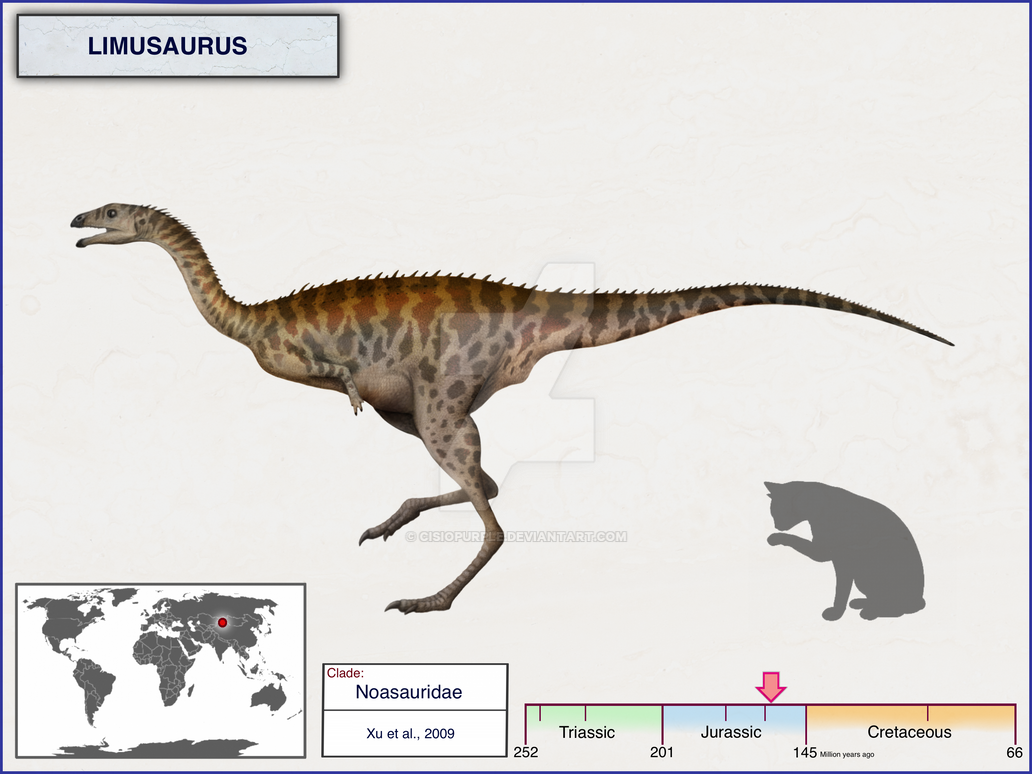 LIMUSAURUS
© CISIOPURPLE.DEVIANTART.COM
Clade:
Noasauridae
Xu et al., 2009
Triassic Jurassic Cretaceous
252 201 145 Million years ago 66